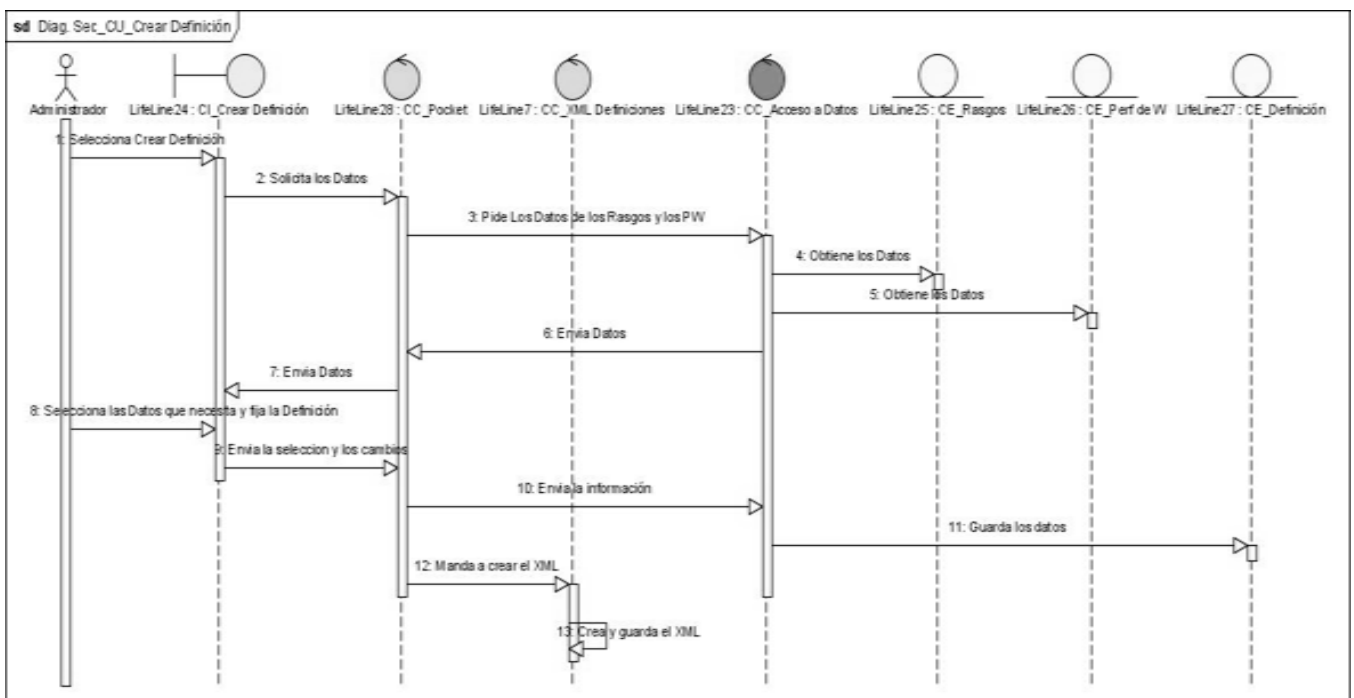 sd Diag. Sec_CU_Crear Definición
Administrador
LifeLine24 : CI_Crear Definición
LifeLine28 : CC_Pocket
LifeLine7 : CC_XML Definiciones
LifeLine23 : CC_Acceso a Datos
LifeLine25 : CE_Rasgos
LifeLine26 : CE_Perf de W
LifeLine27 : CE_Definición
1: Selecciona Crear Definición
2: Solicita los Datos
3: Pide Los Datos de los Rasgos y los PW
4: Obtiene los Datos
5: Obtiene los Datos
6: Envia Datos
7: Envia Datos
8: Selecciona las Datos que necesita y fija la Definición
9: Envia la seleccion y los cambios
10: Envia la información
11: Guarda los datos
12: Manda a crear el XML
13: Crea y guarda el XML